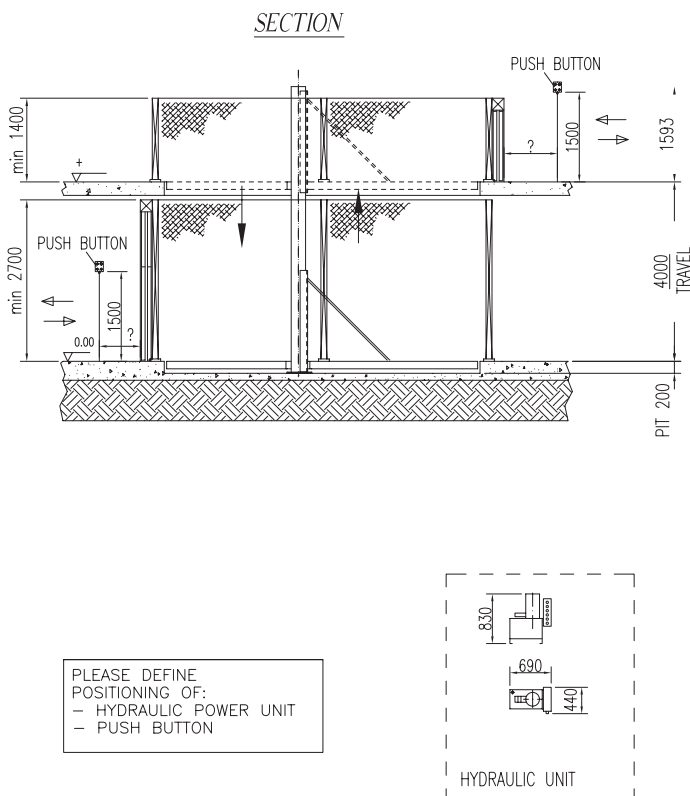 SECTION
PUSH BUTTON
min 1400
1500
1593
?
+
PUSH BUTTON
min 2700
1500
?
0.00
4000
TRAVEL
PIT 200
PLEASE DEFINE
POSITIONING OF:
– HYDRAULIC POWER UNIT
– PUSH BUTTON
830
690
440
HYDRAULIC UNIT